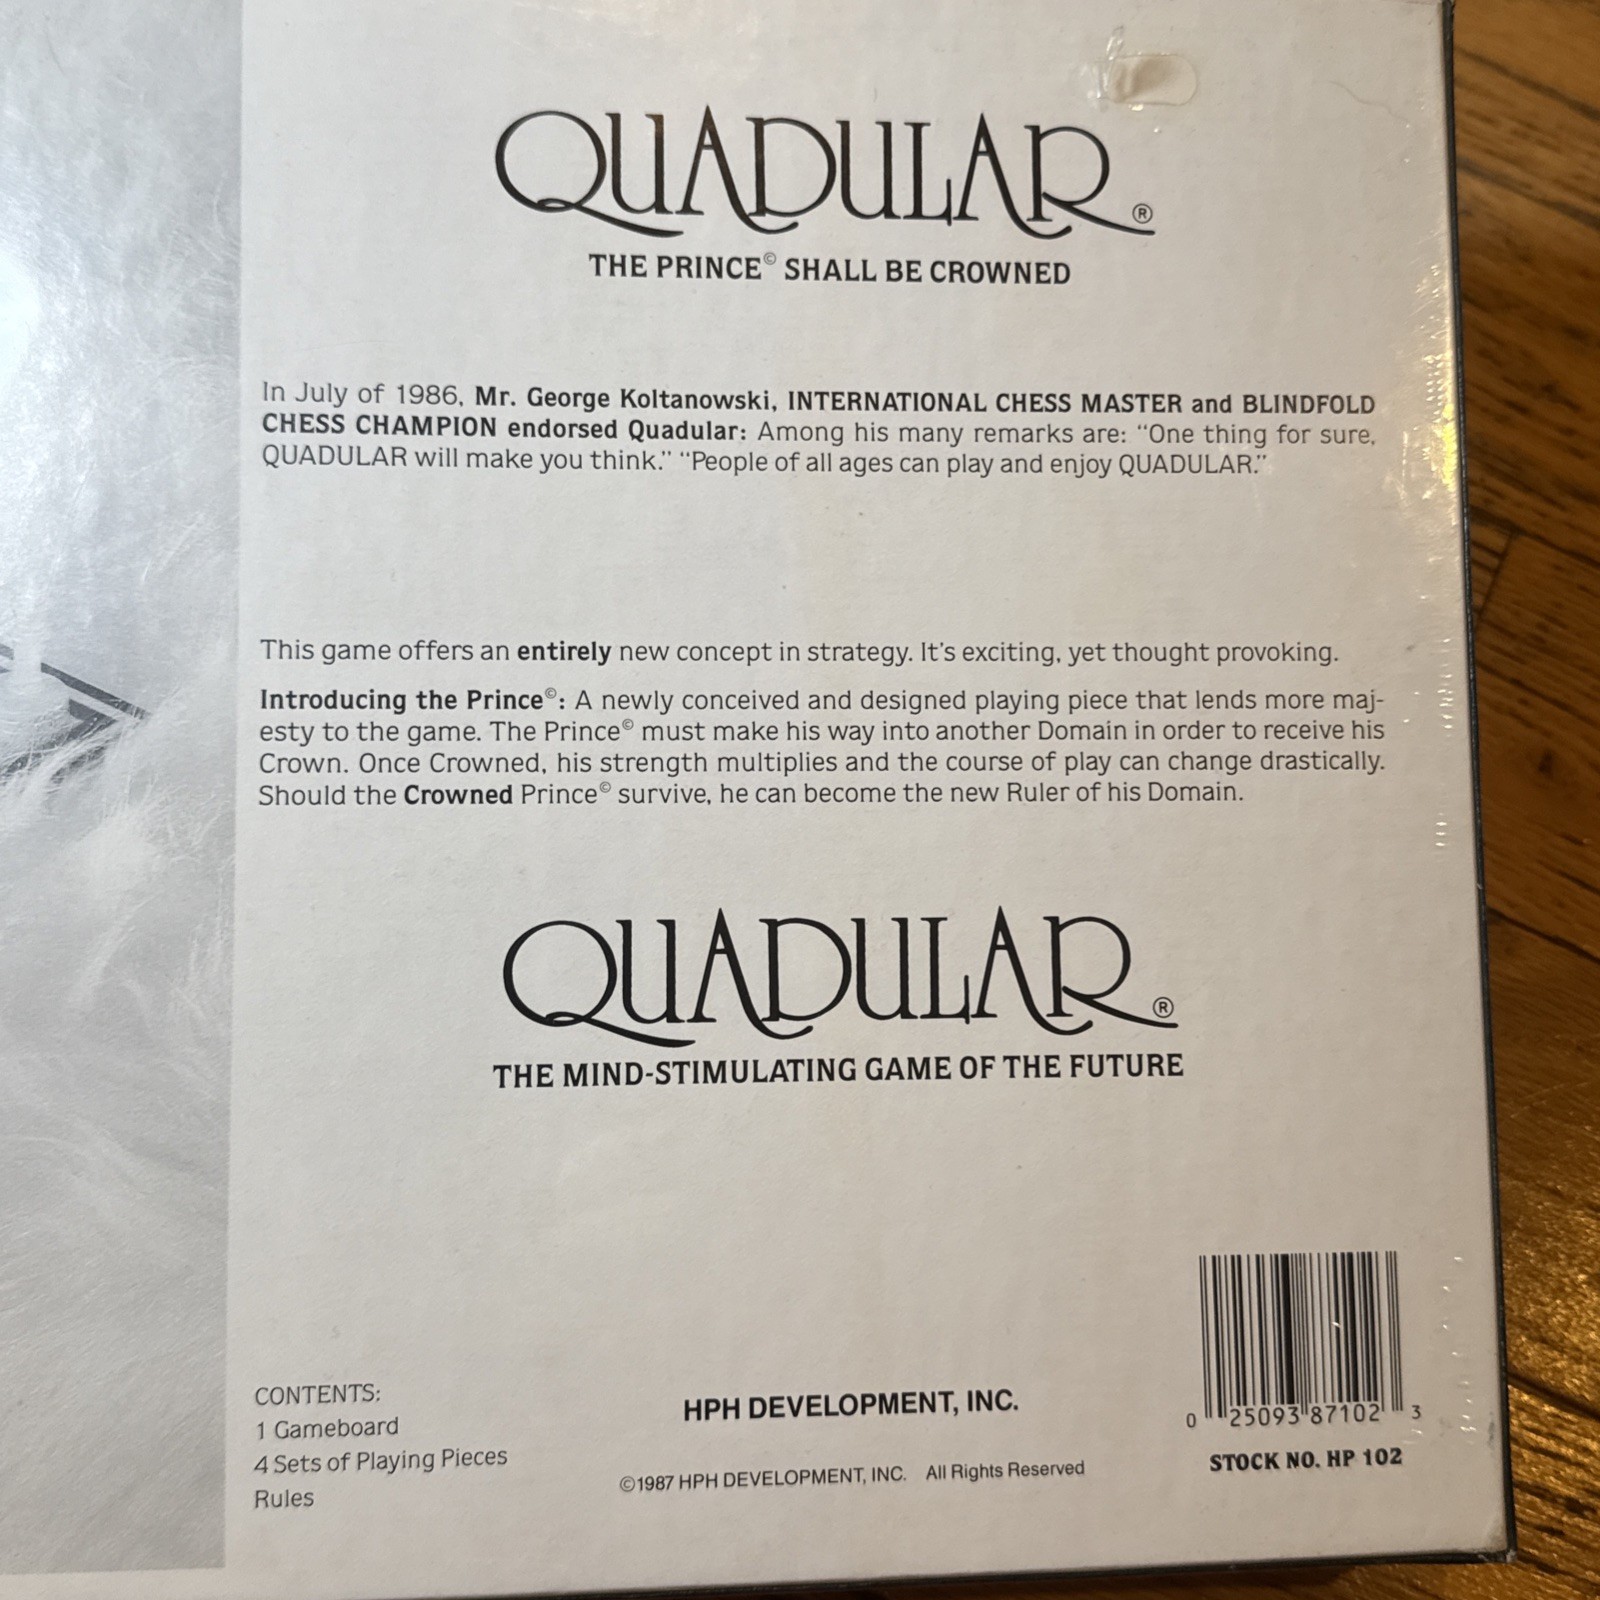 QUADULAR®
THE PRINCE© SHALL BE CROWNED
In July of 1986, Mr. George Koltanowski, INTERNATIONAL CHESS MASTER and BLINDFOLD
CHESS CHAMPION endorsed Quadular: Among his many remarks are: “One thing for sure,
QUADULAR will make you think.” “People of all ages can play and enjoy QUADULAR.”
This game offers an entirely new concept in strategy. It's exciting, yet thought provoking.
Introducing the Prince©: A newly conceived and designed playing piece that lends more maj-
esty to the game. The Prince© must make his way into another Domain in order to receive his
Crown. Once Crowned, his strength multiplies and the course of play can change drastically.
Should the Crowned Prince© survive, he can become the new Ruler of his Domain.
QUADULAR®
THE MIND-STIMULATING GAME OF THE FUTURE
CONTENTS:
1 Gameboard
4 Sets of Playing Pieces
Rules
HPH DEVELOPMENT, INC.
©1987 HPH DEVELOPMENT, INC. All Rights Reserved
0 25093 87102 3
STOCK NO. HP 102